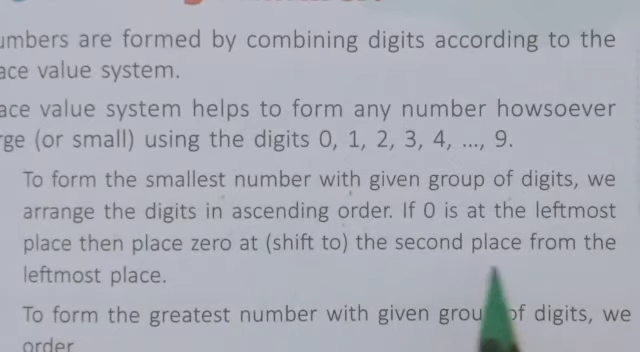 umbers are formed by combining digits according to the
ace value system.
ace value system helps to form any number howsoever
rge (or small) using the digits 0, 1, 2, 3, 4, ..., 9.
To form the smallest number with given group of digits, we
arrange the digits in ascending order. If 0 is at the leftmost
place then place zero at (shift to) the second place from the
leftmost place.
To form the greatest number with given grou of digits, we
order